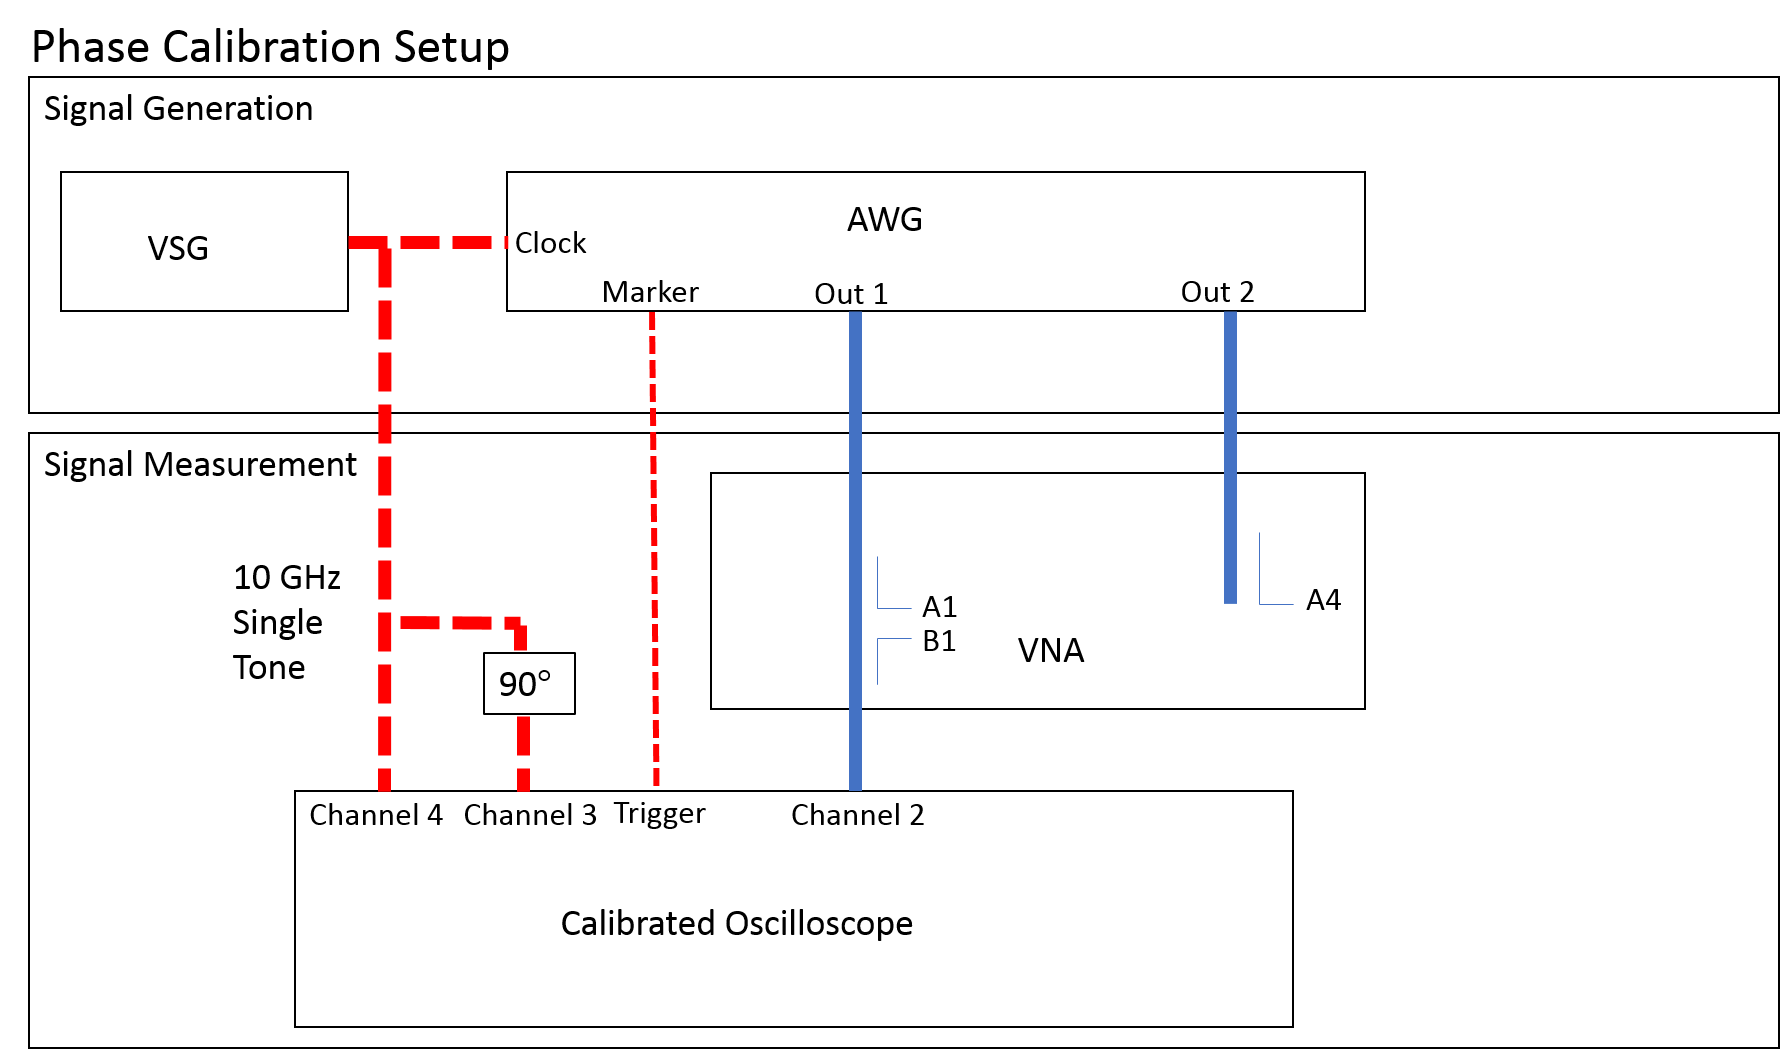 Phase Calibration Setup
Signal Generation
VSG
AWG
Clock
Marker
Out 1
Out 2
Signal Measurement
10 GHz
Single
Tone
90°
A1
B1
VNA
A4
Channel 4
Channel 3
Trigger
Channel 2
Calibrated Oscilloscope